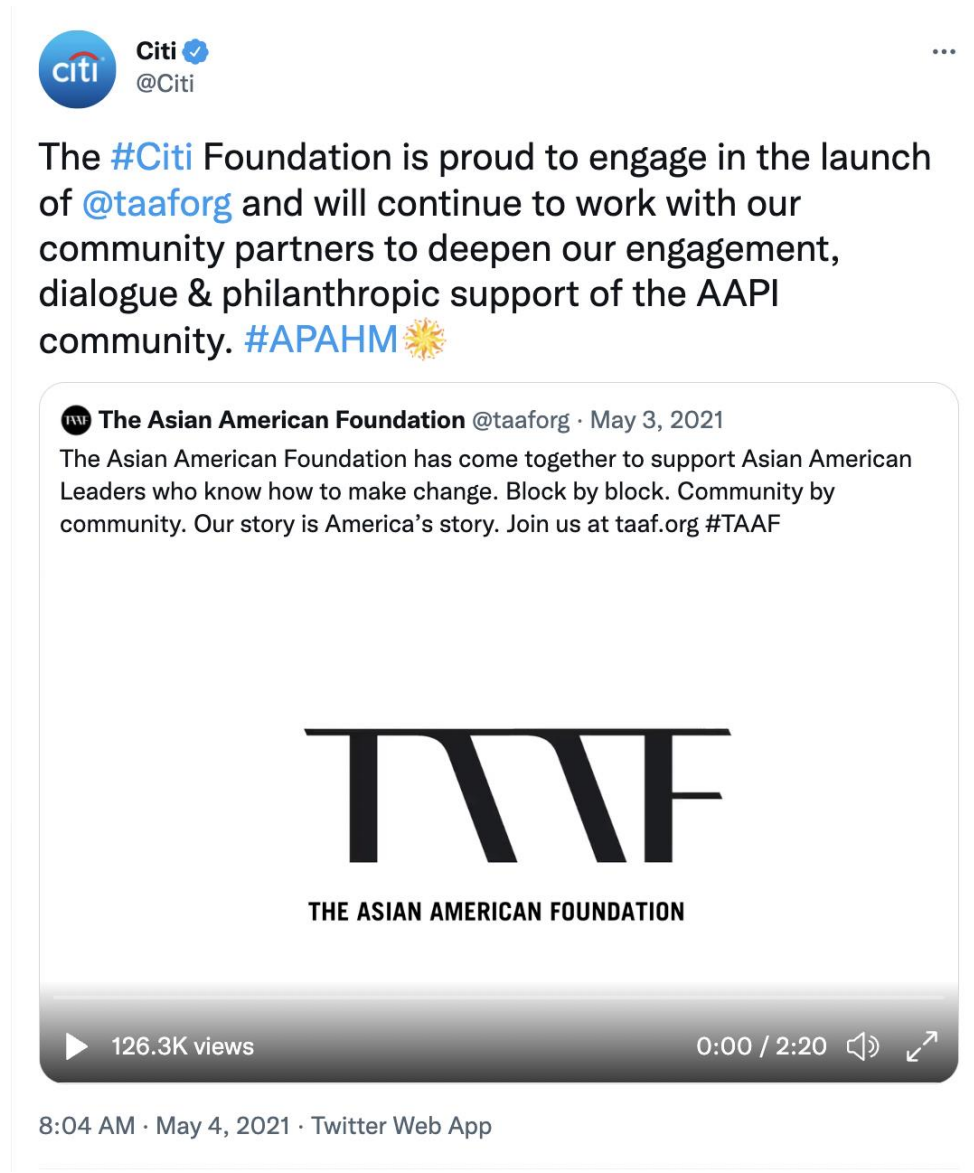 citi
Citi
@Citi
The #Citi Foundation is proud to engage in the launch
of @taaforg and will continue to work with our
community partners to deepen our engagement,
dialogue & philanthropic support of the AAPI
community. #APAHM
TAAF The Asian American Foundation @taaforg · May 3, 2021
The Asian American Foundation has come together to support Asian American
Leaders who know how to make change. Block by block. Community by
community. Our story is America’s story. Join us at taaf.org #TAAF
TAAF
THE ASIAN AMERICAN FOUNDATION
126.3K views 0:00 / 2:20
8:04 AM · May 4, 2021 · Twitter Web App